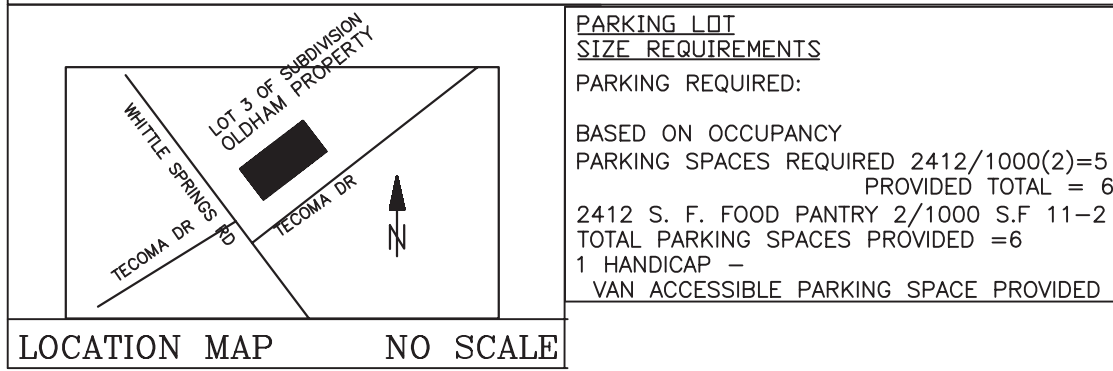 LOT 3 OF SUBDIVISION
OLDHAM PROPERTY
WHITTLE SPRINGS RD
TECOMA DR
TECOMA DR
N
LOCATION MAP NO SCALE
PARKING LOT
SIZE REQUIREMENTS
PARKING REQUIRED:
BASED ON OCCUPANCY
PARKING SPACES REQUIRED 2412/1000(2)=5
PROVIDED TOTAL = 6
2412 S. F. FOOD PANTRY 2/1000 S.F 11-2
TOTAL PARKING SPACES PROVIDED =6
1 HANDICAP –
VAN ACCESSIBLE PARKING SPACE PROVIDED